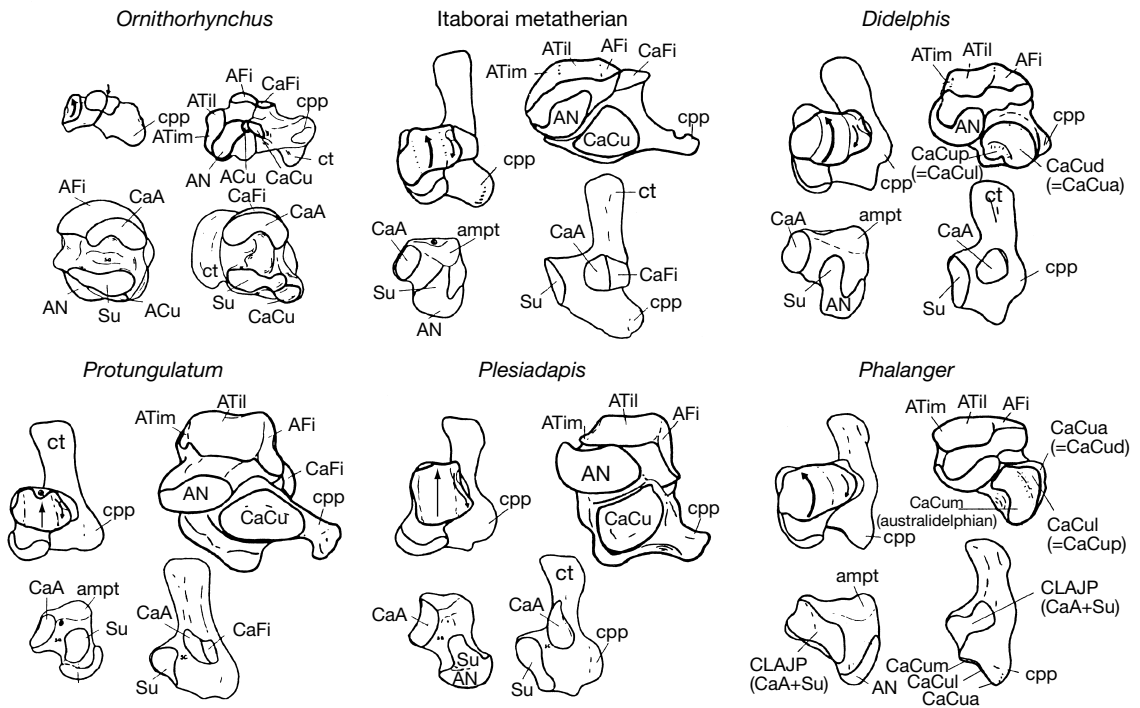 Ornithorhynchus
cpp
AFi
CaFi
ATil
cpp
ATim
ct
AN
ACu
CaCu
AFi
CaA
AN
Su
ACu
CaFi
CaA
ct
Su
CaCu
Itaborai metatherian
cpp
ATil
AFi
CaFi
ATim
AN
CaCu
cpp
CaA
ampt
Su
AN
ct
CaA
CaFi
Su
cpp
Didelphis
cpp
ATil
ATim
AFi
AN
cpp
CaCup
(=CaCul)
CaCud
(=CaCua)
CaA
ampt
Su
AN
ct
CaA
cpp
Su
Protungulatum
ct
cpp
ATil
ATim
AFi
CaFi
AN
cpp
CaCu
CaA
ampt
Su
CaA
CaFi
Su
Plesiadapis
cpp
ATil
ATim
AFi
AN
CaCu
cpp
CaA
Su
AN
ct
CaA
cpp
Su
Phalanger
cpp
ATim
ATil
AFi
CaCua
(=CaCud)
CaCum
(australidelphian)
CaCul
(=CaCup)
ampt
CLAJP
(CaA+Su)
AN
CLAJP
(CaA+Su)
CaCum
CaCul
CaCua
cpp